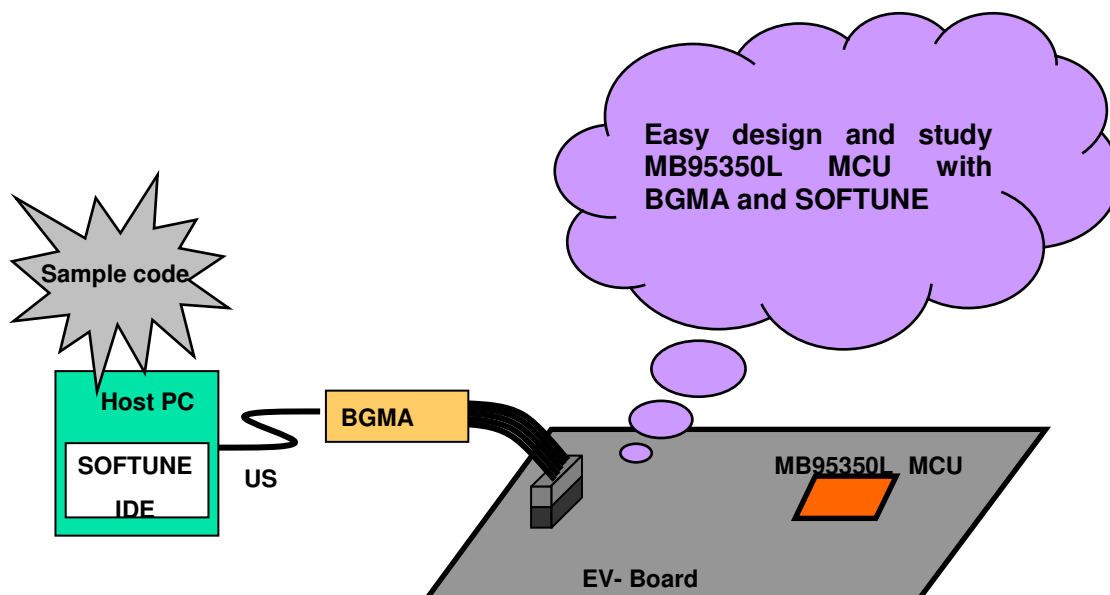 Easy design and study
MB95350L MCU with
BGMA and SOFTUNE
Sample code
Host PC
SOFTUNE
IDE
US
BGMA
MB95350L MCU
EV- Board